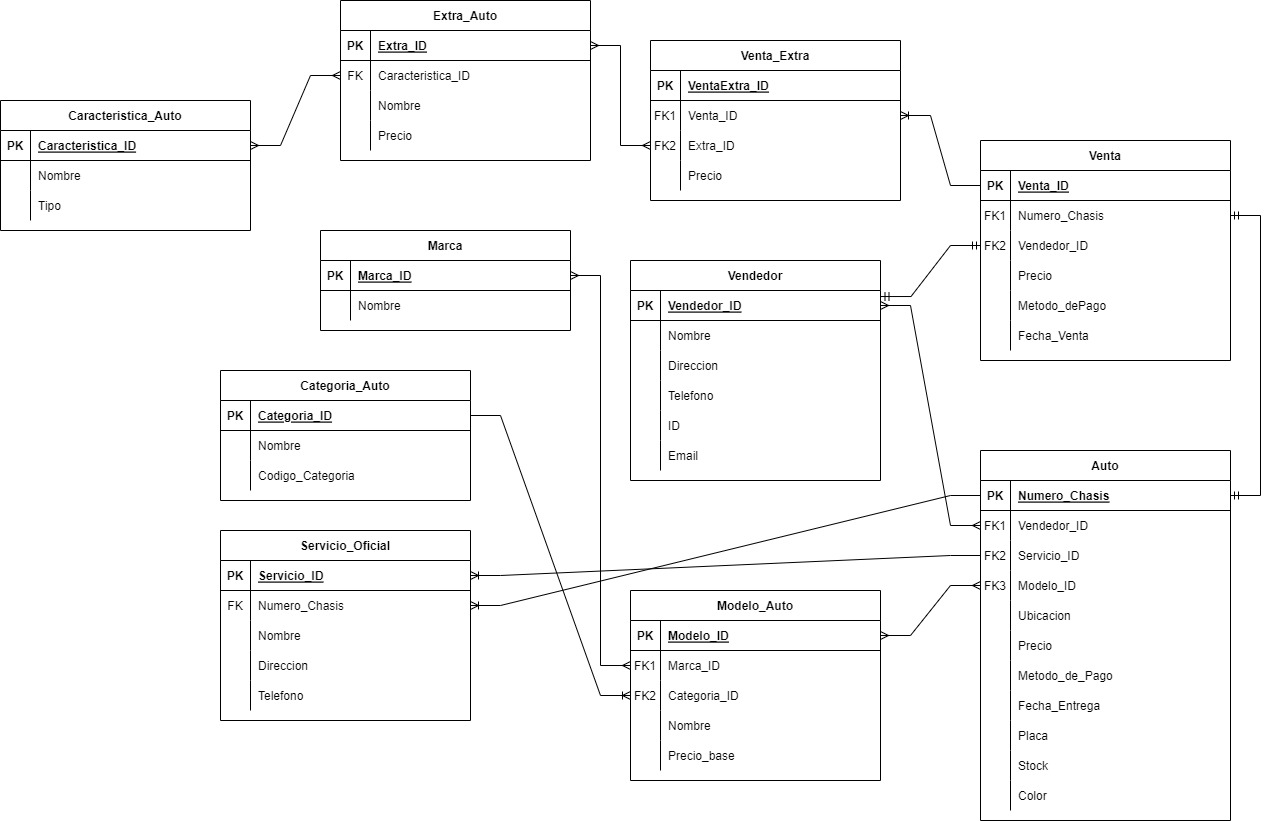 Extra_Auto
PK Extra_ID
FK Caracteristica_ID
Nombre
Precio
Venta_Extra
PK VentaExtra_ID
FK1 Venta_ID
FK2 Extra_ID
Precio
Caracteristica_Auto
PK Caracteristica_ID
Nombre
Tipo
Venta
PK Venta_ID
FK1 Numero_Chasis
FK2 Vendedor_ID
Precio
Metodo_dePago
Fecha_Venta
Marca
PK Marca_ID
Nombre
Vendedor
PK Vendedor_ID
Nombre
Direccion
Telefono
ID
Email
Categoria_Auto
PK Categoria_ID
Nombre
Codigo_Categoria
Auto
PK Numero_Chasis
FK1 Vendedor_ID
FK2 Servicio_ID
FK3 Modelo_ID
Ubicacion
Precio
Metodo_de_Pago
Fecha_Entrega
Placa
Stock
Color
Servicio_Oficial
PK Servicio_ID
FK Numero_Chasis
Nombre
Direccion
Telefono
Modelo_Auto
PK Modelo_ID
FK1 Marca_ID
FK2 Categoria_ID
Nombre
Precio_base